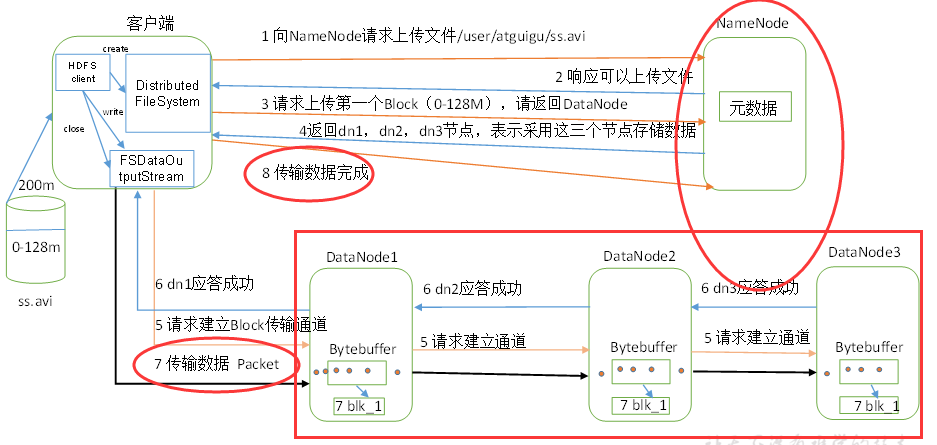 客户端
NameNode
1 向NameNode请求上传文件/user/atguigu/ss.avi
create
HDFS
client
Distributed
FileSystem
2 响应可以上传文件
元数据
3 请求上传第一个Block（0-128M），请返回DataNode
write
4返回dn1，dn2，dn3节点，表示采用这三个节点存储数据
close
FSDataOu
tputStream
8 传输数据完成
200m
0-128m
ss.avi
DataNode1
DataNode2
DataNode3
6 dn1应答成功
6 dn2应答成功
6 dn3应答成功
5 请求建立Block传输通道
5 请求建立通道
5 请求建立通道
7 传输数据 Packet
Bytebuffer
Bytebuffer
Bytebuffer
7 blk_1
7 blk_1
7 blk_1